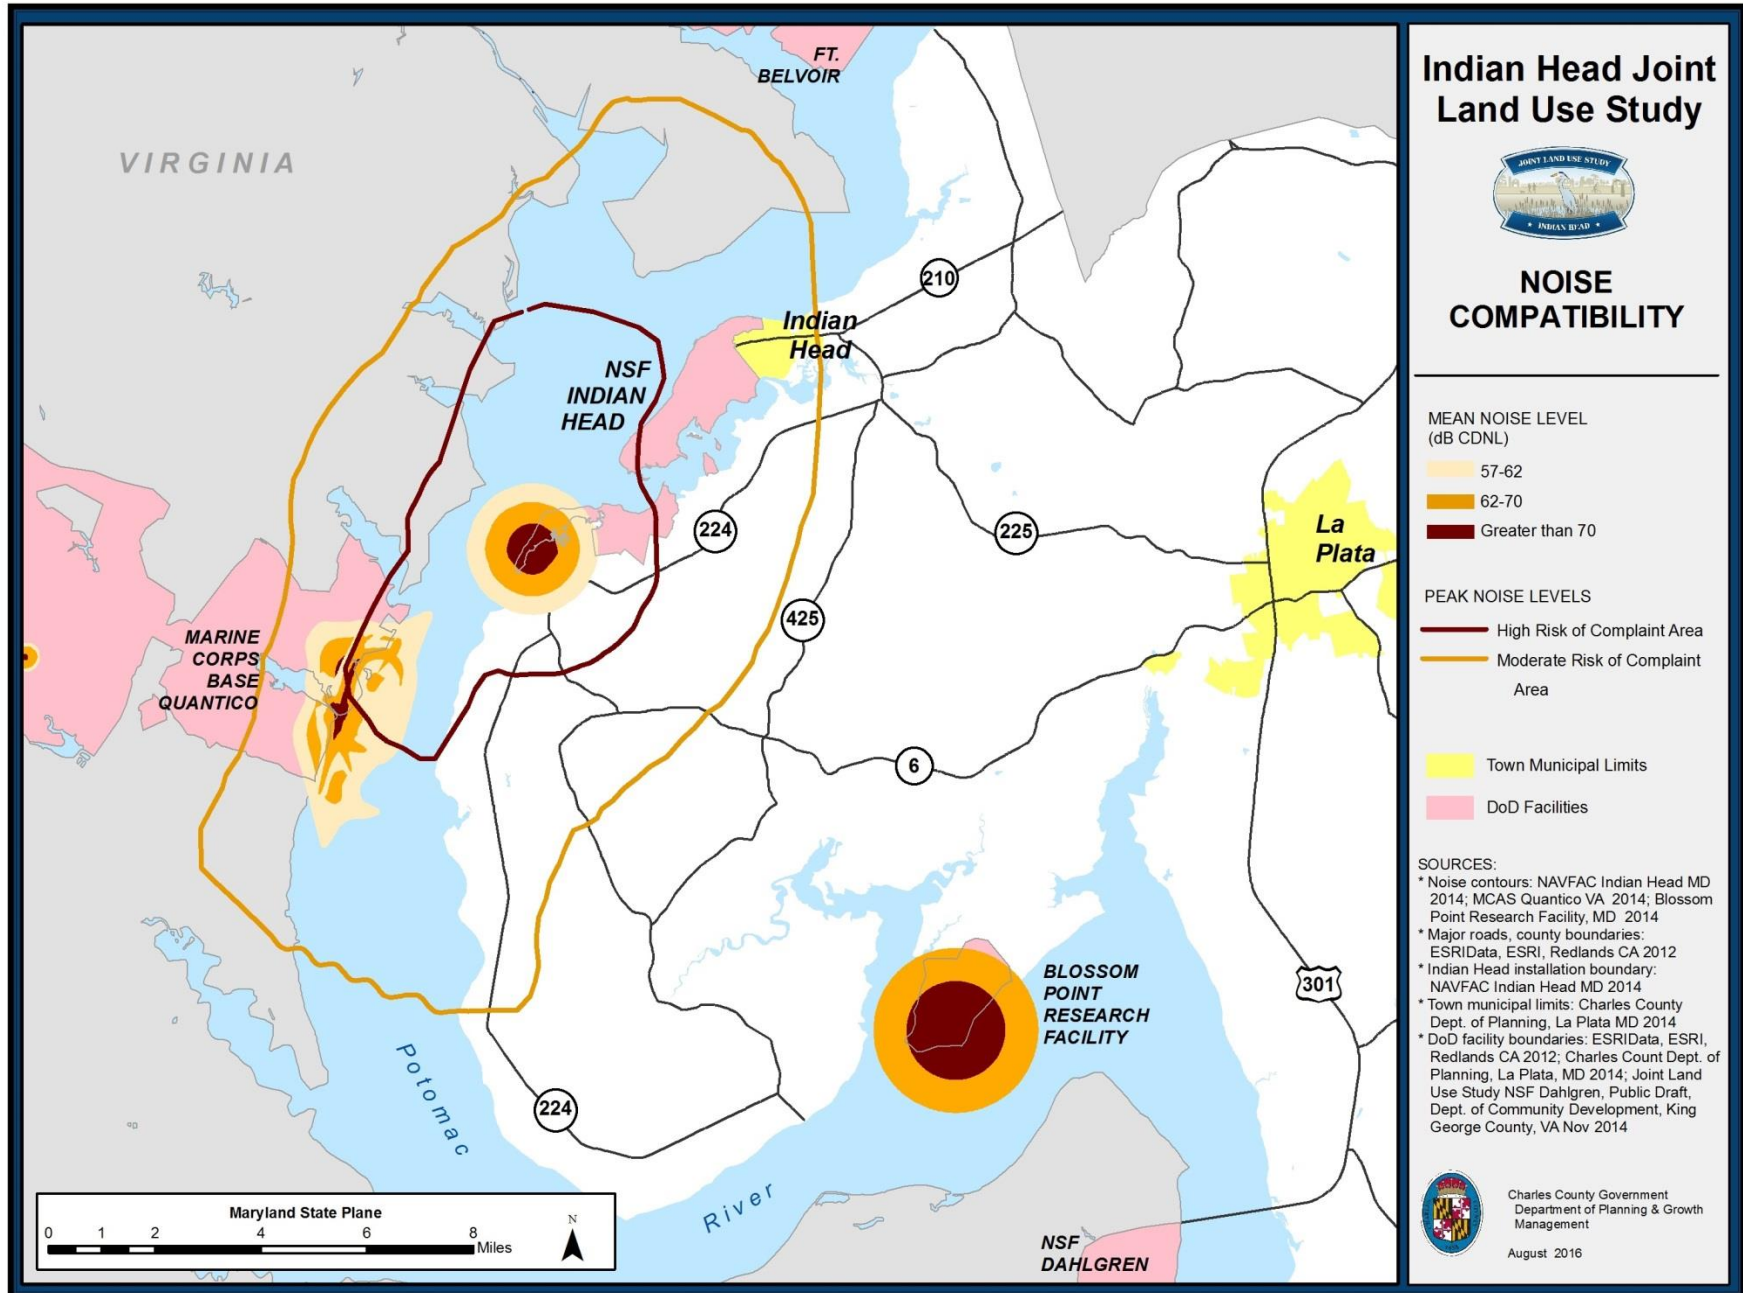 FT.
BELVOIR
VIRGINIA
210
Indian
Head
NSF
INDIAN
HEAD
224
225
La
Plata
425
MARINE
CORPS
BASE
QUANTICO
6
BLOSSOM
POINT
RESEARCH
FACILITY
301
Potomac
River
224
NSF
DAHLGREN
Maryland State Plane
0 1 2 4 6 8
Miles
N
Indian Head Joint
Land Use Study
JOINT LAND USE STUDY
* INDIAN HEAD *
NOISE
COMPATIBILITY
MEAN NOISE LEVEL
(dB CDNL)
57-62
62-70
Greater than 70
PEAK NOISE LEVELS
High Risk of Complaint Area
Moderate Risk of Complaint
Area
Town Municipal Limits
DoD Facilities
SOURCES:
* Noise contours: NAVFAC Indian Head MD
2014; MCAS Quantico VA 2014; Blossom
Point Research Facility, MD 2014
* Major roads, county boundaries:
ESRIData, ESRI, Redlands CA 2012
* Indian Head installation boundary:
NAVFAC Indian Head MD 2014
* Town municipal limits: Charles County
Dept. of Planning, La Plata MD 2014
* DoD facility boundaries: ESRIData, ESRI,
Redlands CA 2012; Charles Count Dept. of
Planning, La Plata, MD 2014; Joint Land
Use Study NSF Dahlgren, Public Draft,
Dept. of Community Development, King
George County, VA Nov 2014
Charles County Government
Department of Planning & Growth
Management
August 2016